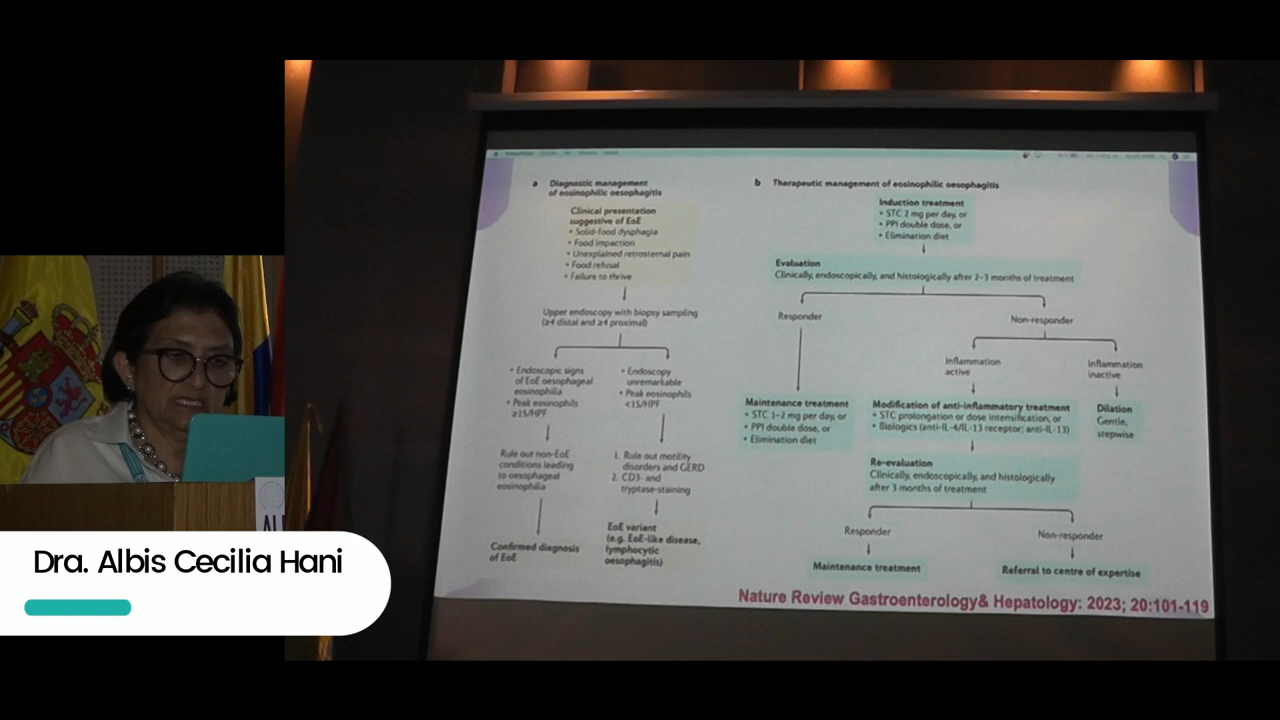 a Diagnostic management
of eosinophilic oesophagitis
Clinical presentation
suggestive of EoE
• Solid-food dysphagia
• Food impaction
• Unexplained retrosternal pain
• Food refusal
• Failure to thrive
Upper endoscopy with biopsy sampling
(≥4 distal and ≥4 proximal)
• Endoscopic signs
of EoE oesophageal
eosinophilia
• Peak eosinophils
≥15/HPF
• Endoscopy
unremarkable
• Peak eosinophils
<15/HPF
Rule out non-EoE
conditions leading
to oesophageal
eosinophilia
1. Rule out motility
disorders and GERD
2. CD3- and
tryptase-staining
Confirmed diagnosis
of EoE
EoE variant
(e.g. EoE-like disease,
lymphocytic
oesophagitis)
b Therapeutic management of eosinophilic oesophagitis
Induction treatment
• STC 2 mg per day, or
• PPI double dose, or
• Elimination diet
Evaluation
Clinically, endoscopically, and histologically after 2–3 months of treatment
Responder
Non-responder
Inflammation
active
Inflammation
inactive
Maintenance treatment
• STC 1–2 mg per day, or
• PPI double dose, or
• Elimination diet
Modification of anti-inflammatory treatment
• STC prolongation or dose intensification, or
• Biologics (anti-IL-4/IL-13 receptor; anti-IL-13)
Dilation
Gentle,
stepwise
Re-evaluation
Clinically, endoscopically, and histologically
after 3 months of treatment
Responder
Non-responder
Maintenance treatment
Referral to centre of expertise
Nature Review Gastroenterology& Hepatology: 2023; 20:101-119
Dra. Albis Cecilia Hani